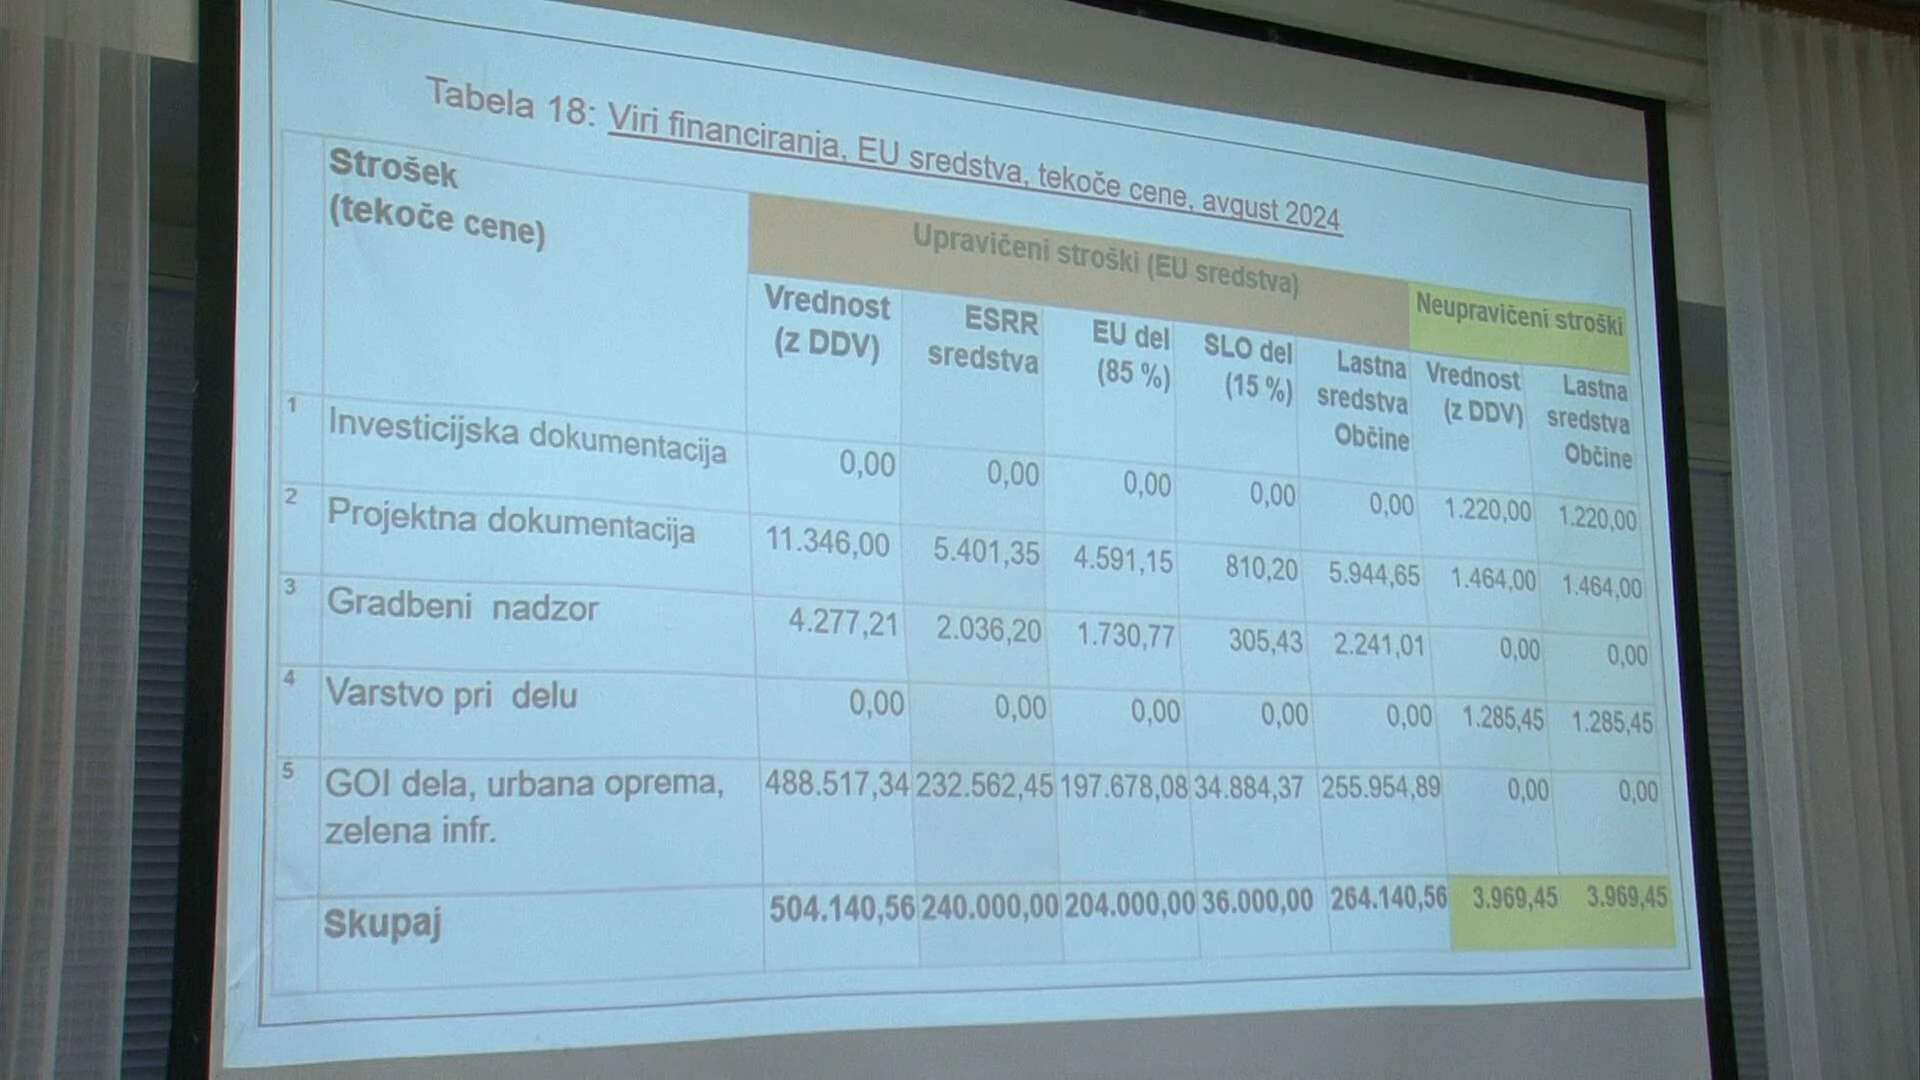 Tabela 18: Viri financiranja, EU sredstva, tekoče cene, avgust 2024
Strošek
(tekoče cene)
Upravičeni stroški (EU sredstva)
Neupravičeni stroški
Vrednost
(z DDV)
ESRR
sredstva
EU del
(85 %)
SLO del
(15 %)
Lastna
sredstva
Občine
Vrednost
(z DDV)
Lastna
sredstva
Občine
1 Investicijska dokumentacija 0,00 0,00 0,00 0,00 0,00 1.220,00 1.220,00
2 Projektna dokumentacija 11.346,00 5.401,35 4.591,15 810,20 5.944,65 1.464,00 1.464,00
3 Gradbeni nadzor 4.277,21 2.036,20 1.730,77 305,43 2.241,01 0,00 0,00
4 Varstvo pri delu 0,00 0,00 0,00 0,00 0,00 1.285,45 1.285,45
5 GOI dela, urbana oprema, 488.517,34 232.562,45 197.678,08 34.884,37 255.954,89 0,00 0,00
zelena infr.
Skupaj 504.140,56 240.000,00 204.000,00 36.000,00 264.140,56 3.969,45 3.969,45